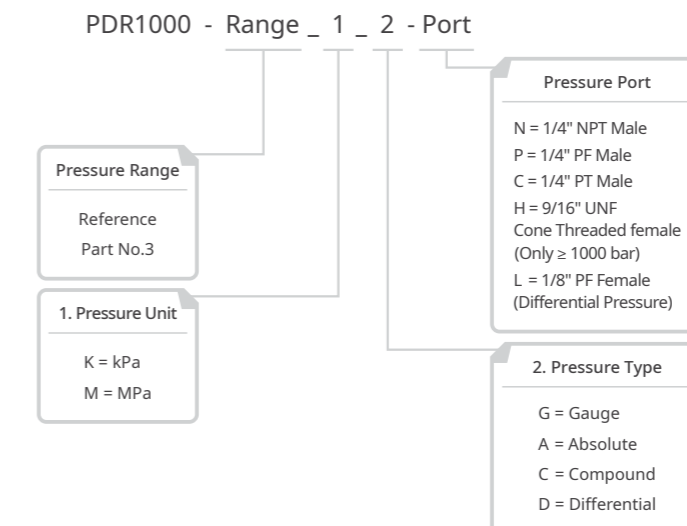 PDR1000 - Range _ 1 _ 2 - Port
Pressure Port
N = 1/4" NPT Male
P = 1/4" PF Male
C = 1/4" PT Male
H = 9/16" UNF
Cone Threaded female
(Only ≥ 1000 bar)
L = 1/8" PF Female
(Differential Pressure)
Pressure Range
Reference
Part No.3
1. Pressure Unit
K = kPa
M = MPa
2. Pressure Type
G = Gauge
A = Absolute
C = Compound
D = Differential